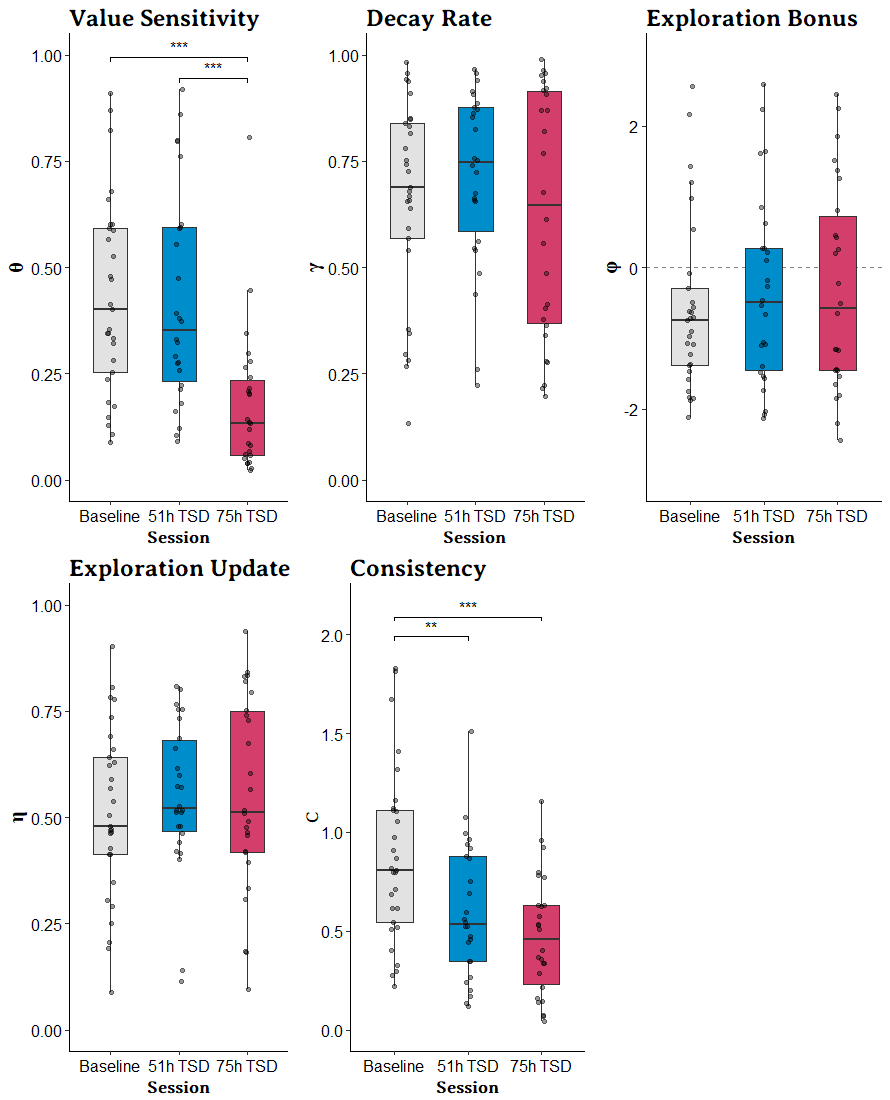 Value Sensitivity
***
***
1.00
0.75
0.50
0.25
0.00
θ
Baseline 51h TSD 75h TSD
Session
Decay Rate
1.00
0.75
0.50
0.25
0.00
γ
Baseline 51h TSD 75h TSD
Session
Exploration Bonus
2
0
-2
φ
Baseline 51h TSD 75h TSD
Session
Exploration Update
1.00
0.75
0.50
0.25
0.00
η
Baseline 51h TSD 75h TSD
Session
Consistency
***
**
2.0
1.5
1.0
0.5
0.0
C
Baseline 51h TSD 75h TSD
Session